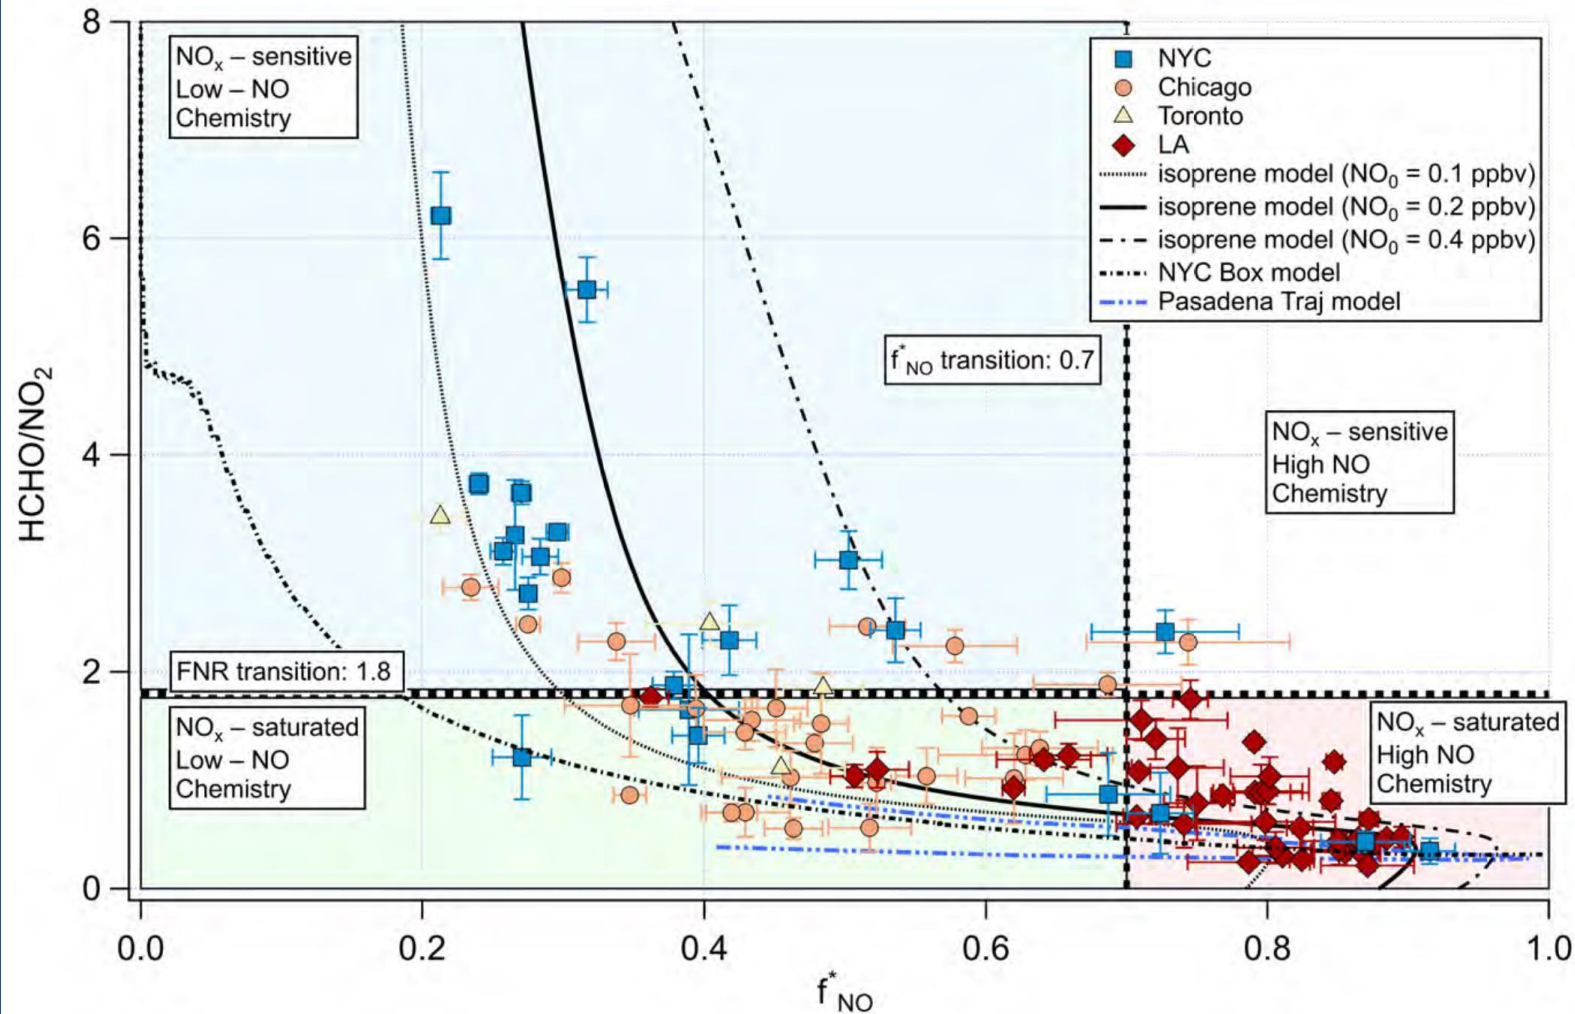 8
6
4
2
0
HCHO/NO₂
NOₓ – sensitive
Low – NO
Chemistry
NYC
Chicago
Toronto
LA
isoprene model (NO₀ = 0.1 ppbv)
isoprene model (NO₀ = 0.2 ppbv)
isoprene model (NO₀ = 0.4 ppbv)
NYC Box model
Pasadena Traj model
f*NO transition: 0.7
NOₓ – sensitive
High NO
Chemistry
FNR transition: 1.8
NOₓ – saturated
Low – NO
Chemistry
NOₓ – saturated
High NO
Chemistry
0.0 0.2 0.4 0.6 0.8 1.0
f*NO